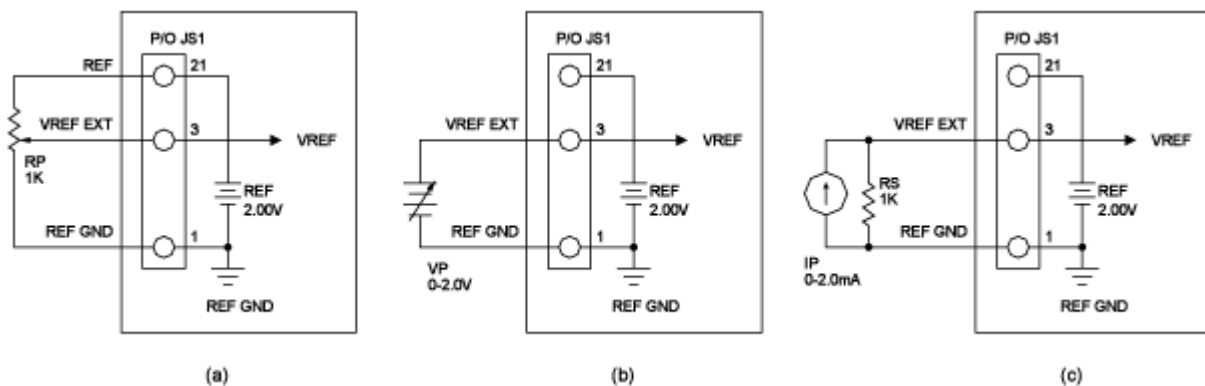 P/O JS1
REF
21
VREF EXT
3
VREF
RP
1K
REF
2.00V
REF GND
1
REF GND
(a)
P/O JS1
21
VREF EXT
3
VREF
REF
2.00V
REF GND
1
VP
0-2.0V
REF GND
(b)
P/O JS1
21
VREF EXT
3
VREF
RS
1K
REF
2.00V
REF GND
1
IP
0-2.0mA
REF GND
(c)